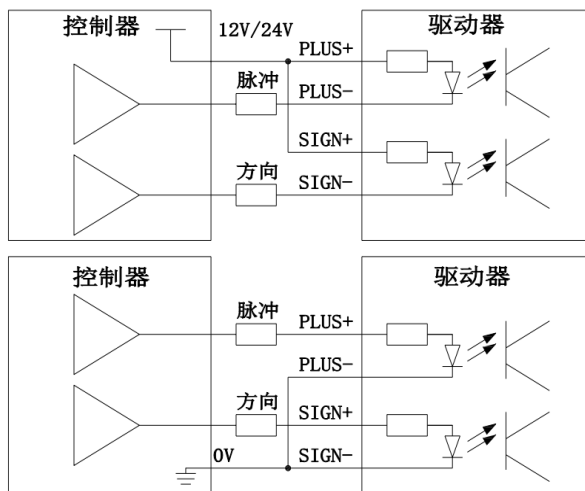 控制器
12V/24V
驱动器
PLUS+
脉冲
PLUS-
SIGN+
方向
SIGN-
控制器
驱动器
脉冲
PLUS+
PLUS-
方向
SIGN+
0V
SIGN-